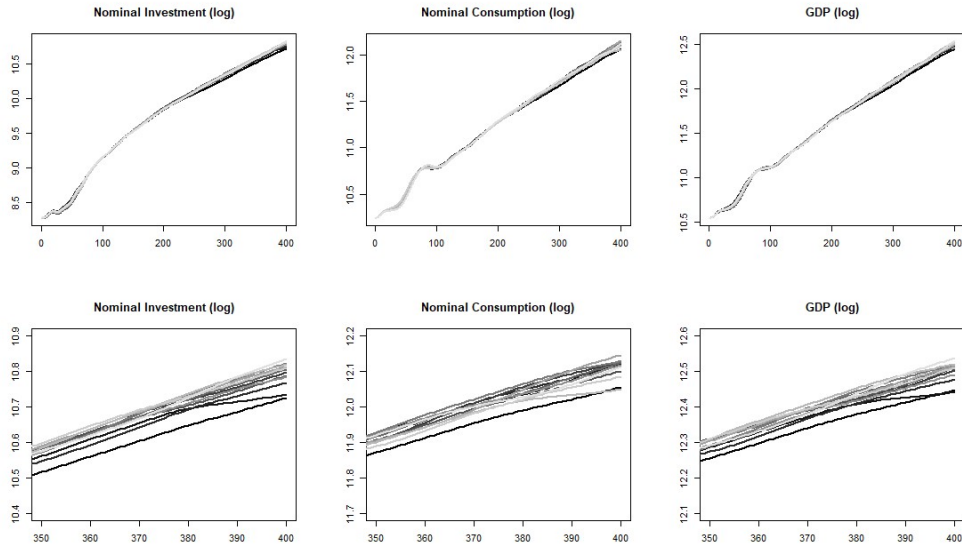 Nominal Investment (log)
Nominal Consumption (log)
GDP (log)
8.5 9.0 9.5 10.0 10.5
0 100 200 300 400
10.5 11.0 11.5 12.0
0 100 200 300 400
10.5 11.0 11.5 12.0 12.5
0 100 200 300 400
Nominal Investment (log)
Nominal Consumption (log)
GDP (log)
10.4 10.5 10.6 10.7 10.8 10.9
350 360 370 380 390 400
11.7 11.8 11.9 12.0 12.1 12.2
350 360 370 380 390 400
12.1 12.2 12.3 12.4 12.5 12.6
350 360 370 380 390 400